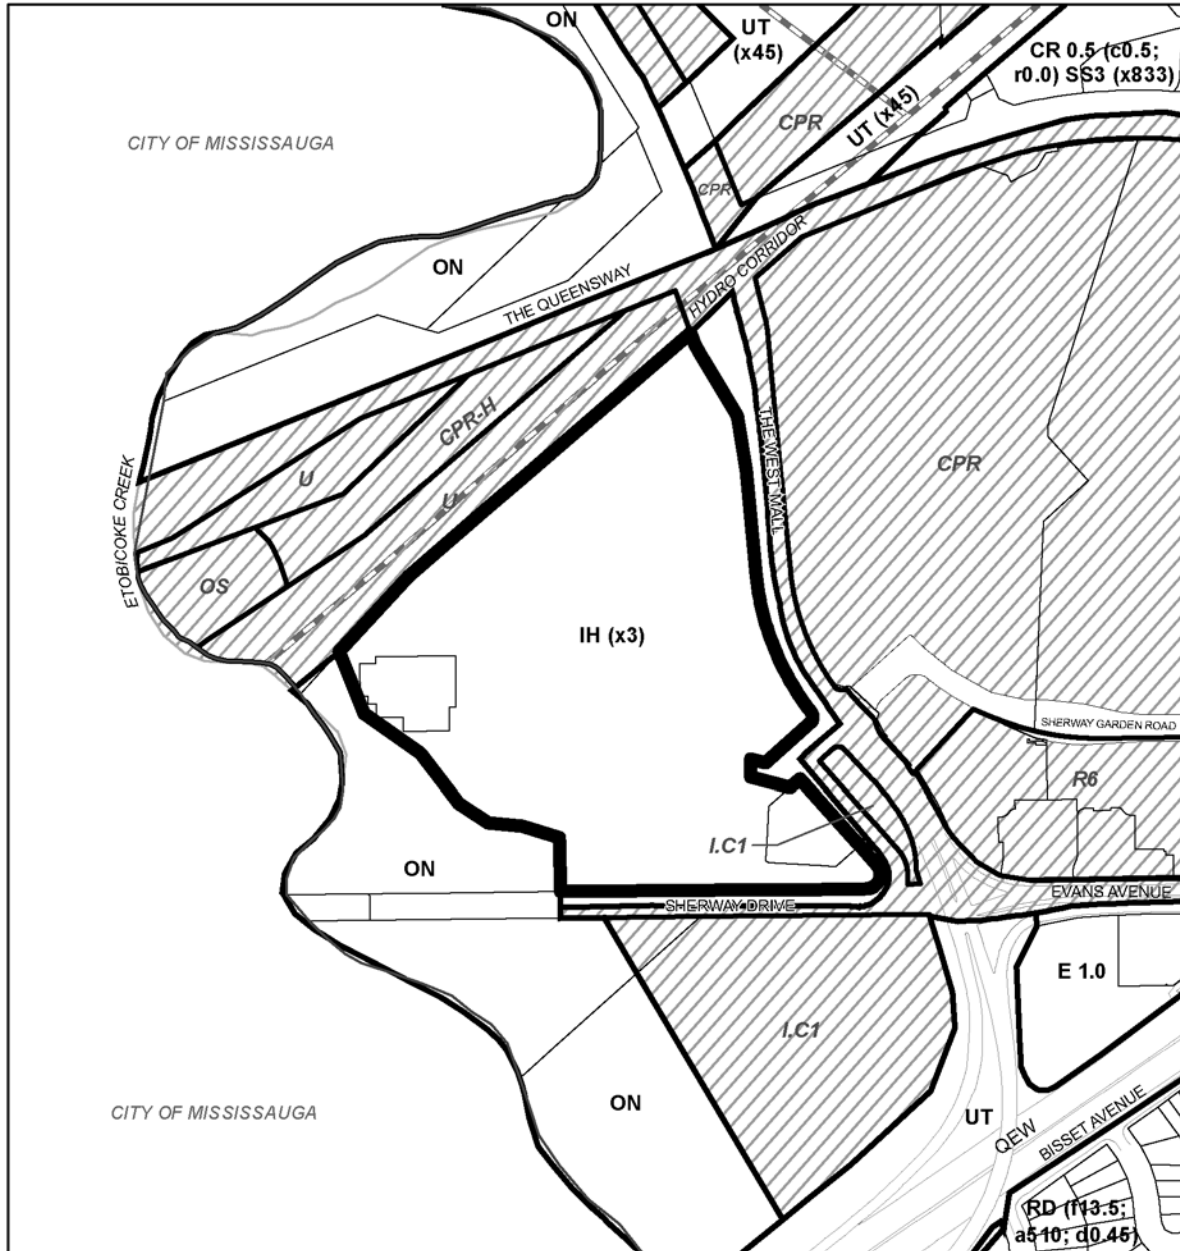 ON
UT
(x45)
CR 0.5 (c0.5;
r0.0) SS3 (x833)
CPR
UT (x45)
CITY OF MISSISSAUGA
CPR
HYDRO CORRIDOR
ON
THE QUEENSWAY
CPR-H
THE WEST MALL
CPR
U
U
ETOBICOKE CREEK
OS
IH (x3)
SHERWAY GARDEN ROAD
R6
I.C1
ON
EVANS AVENUE
SHERWAY DRIVE
E 1.0
I.C1
ON
CITY OF MISSISSAUGA
UT
QEW
BISSET AVENUE
RD (f13.5;
a510; d0.45)